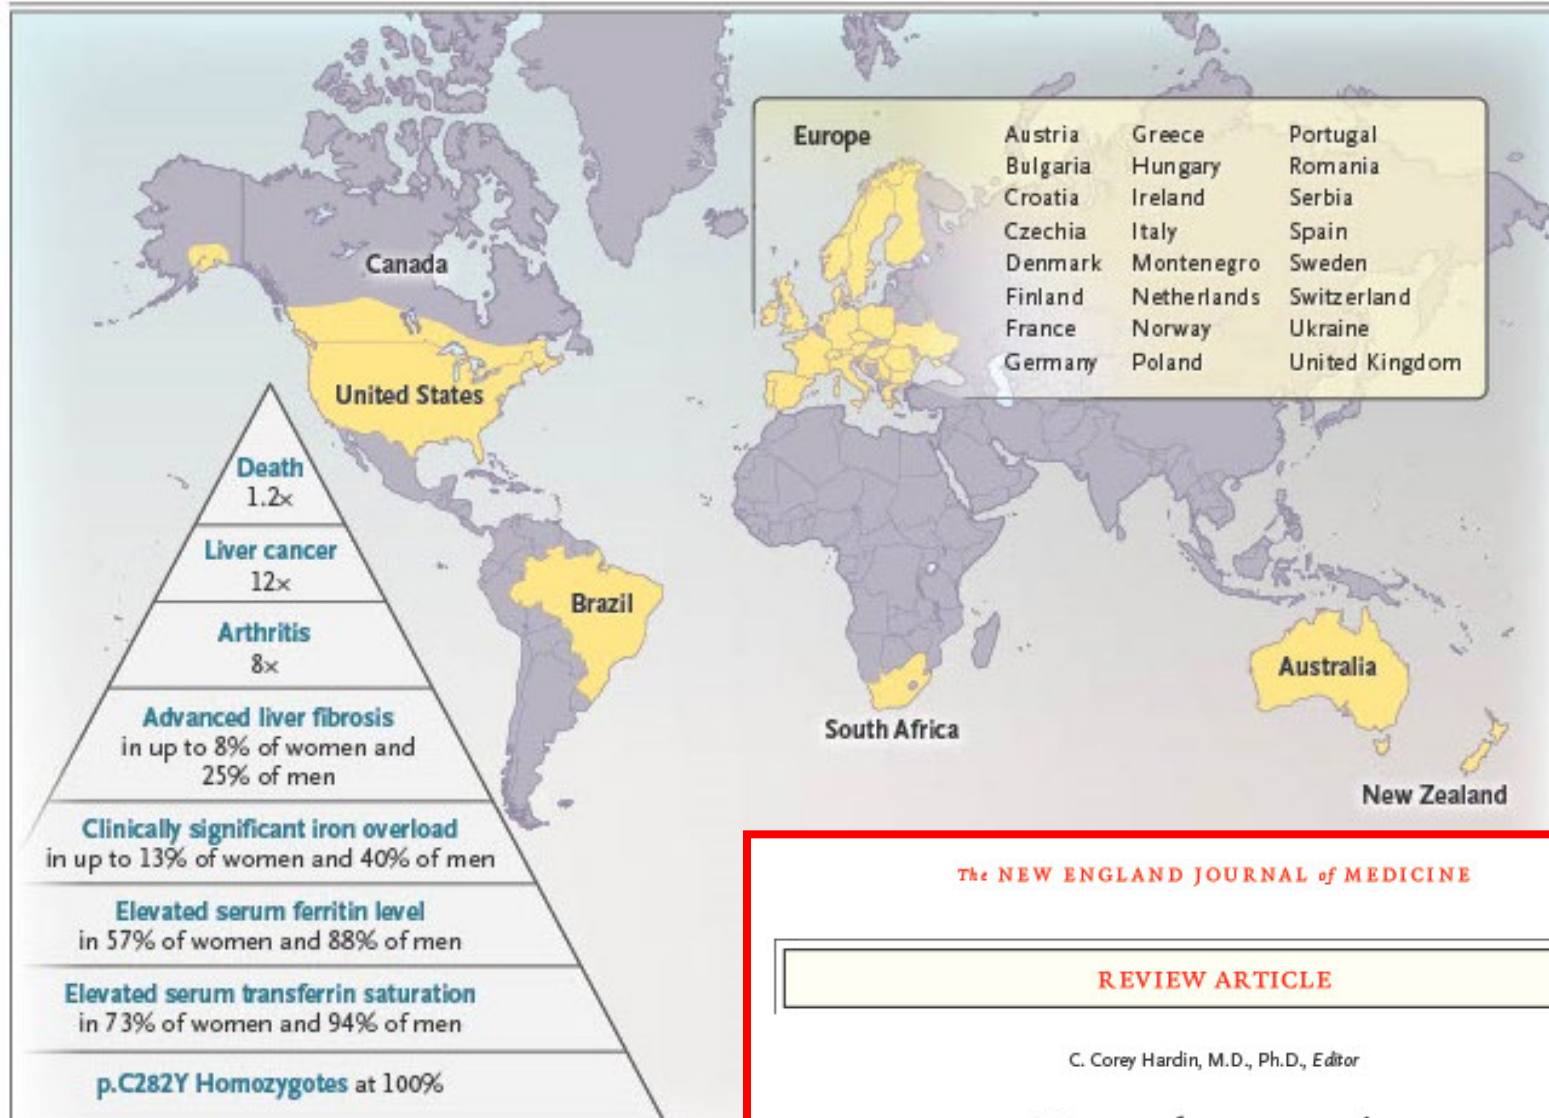 Canada
United States
Brazil
South Africa
Australia
New Zealand
Europe
Austria
Bulgaria
Croatia
Czechia
Denmark
Finland
France
Germany
Greece
Hungary
Ireland
Italy
Montenegro
Netherlands
Norway
Poland
Portugal
Romania
Serbia
Spain
Sweden
Switzerland
Ukraine
United Kingdom
Death
1.2×
Liver cancer
12×
Arthritis
8×
Advanced liver fibrosis
in up to 8% of women and
25% of men
Clinically significant iron overload
in up to 13% of women and 40% of men
Elevated serum ferritin level
in 57% of women and 88% of men
Elevated serum transferrin saturation
in 73% of women and 94% of men
p.C282Y Homozygotes at 100%
The NEW ENGLAND JOURNAL of MEDICINE
REVIEW ARTICLE
C. Corey Hardin, M.D., Ph.D., Editor